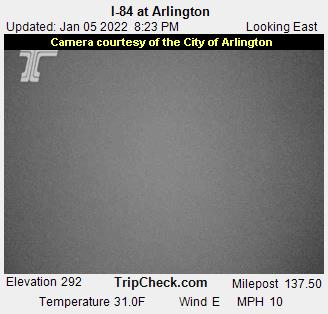 I-84 at Arlington
Updated: Jan 05 2022 8:23 PM Looking East
Camera courtesy of the City of Arlington
Elevation 292 TripCheck.com Milepost 137.50
Temperature 31.0F Wind E MPH 10